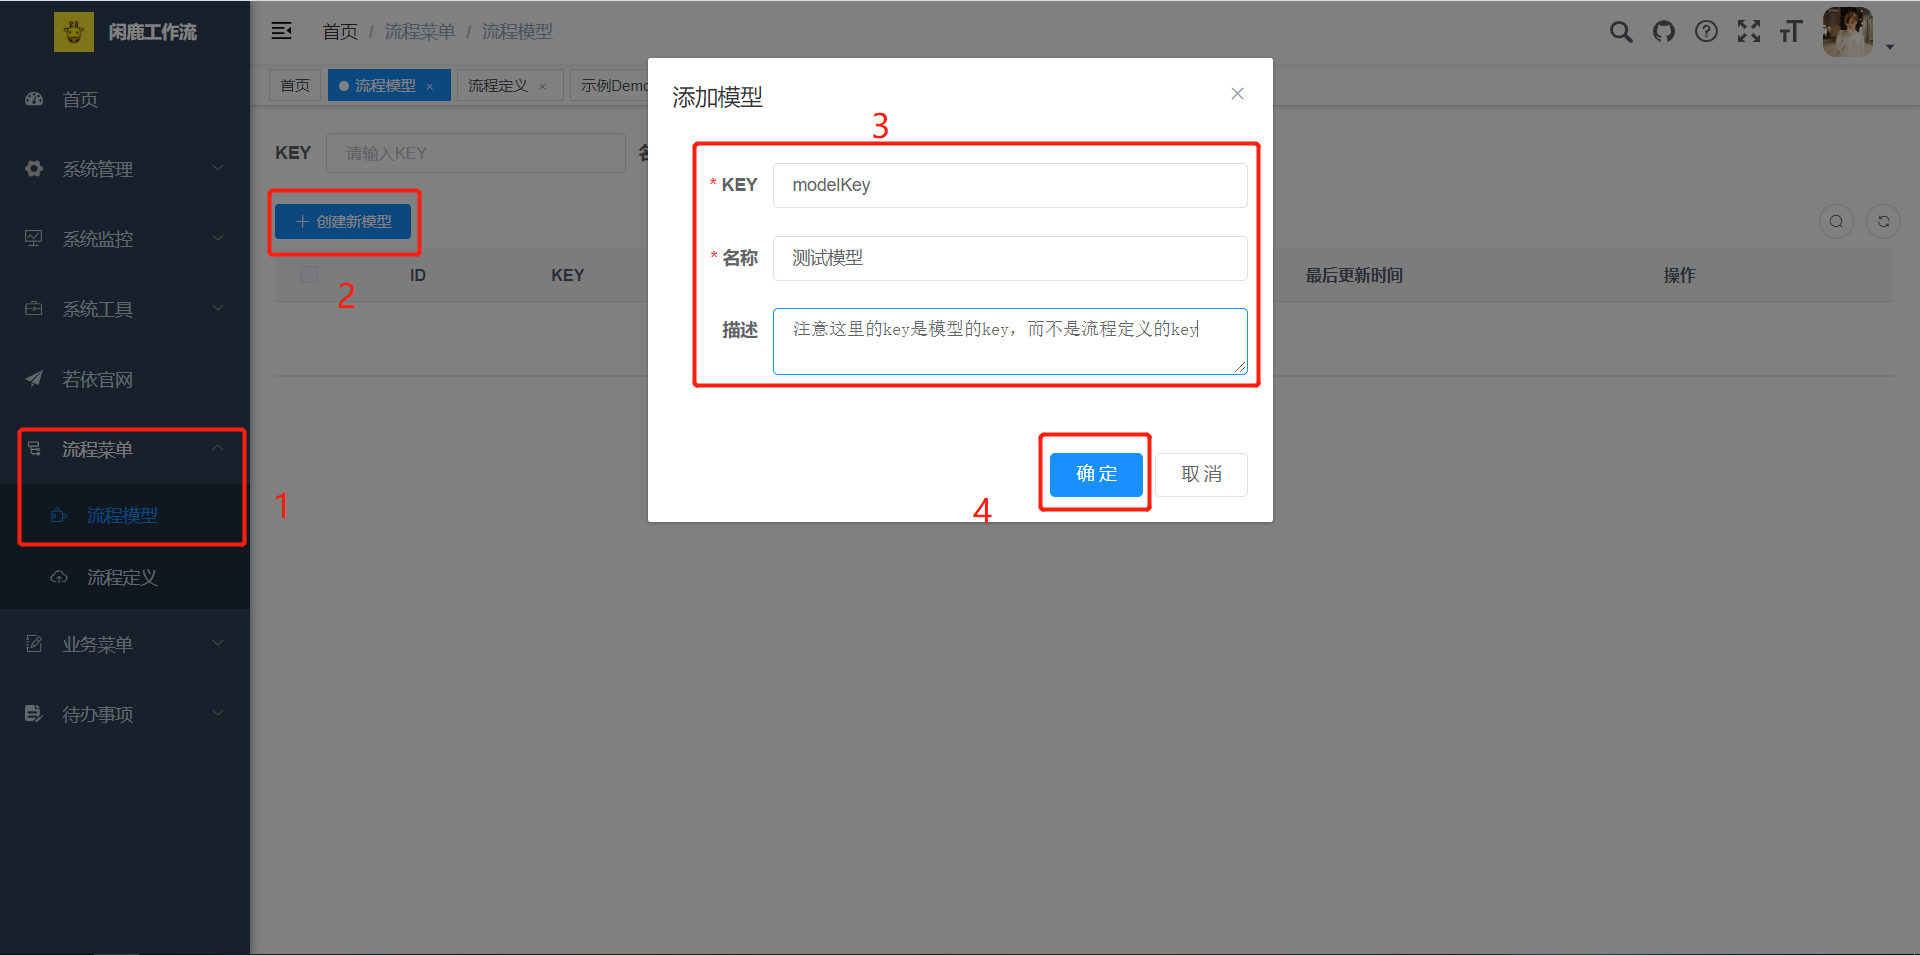 闲鹿工作流
首页 / 流程菜单 / 流程模型
首页
流程模型 ×
流程定义 ×
示例Demo
首页
系统管理
系统监控
系统工具
若依官网
流程菜单
流程模型
流程定义
业务菜单
待办事项
1
KEY 请输入KEY
创建新模型
2
ID KEY 最后更新时间 操作
添加模型
3
* KEY modelKey
* 名称 测试模型
描述 注意这里的key是模型的key，而不是流程定义的key
4
确 定 取 消